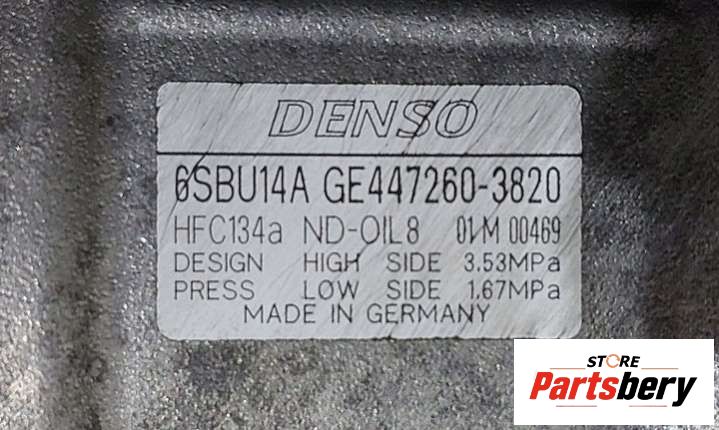 DENSO
6SBU14A GE447260-3820
HFC134a ND-OIL8 01M 00469
DESIGN HIGH SIDE 3.53MPa
PRESS LOW SIDE 1.67MPa
MADE IN GERMANY
STORE
Partsbery